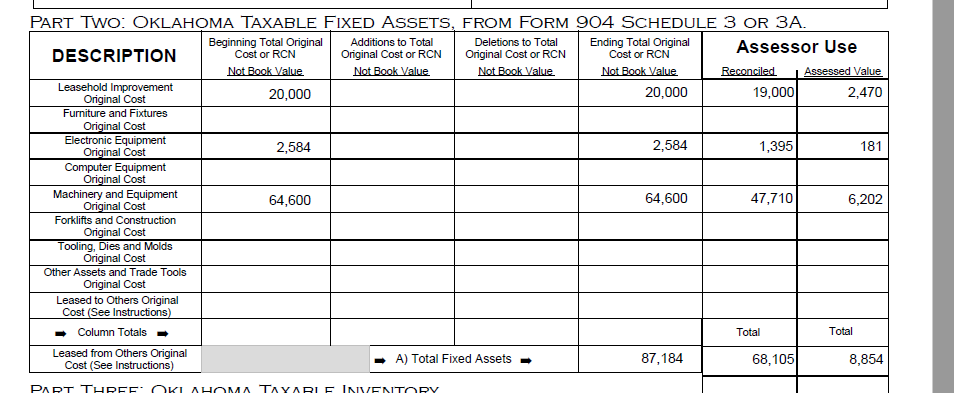 PART TWO: OKLAHOMA TAXABLE FIXED ASSETS, FROM FORM 904 SCHEDULE 3 OR 3A.
DESCRIPTION
Beginning Total Original
Cost or RCN
Not Book Value
Additions to Total
Original Cost or RCN
Not Book Value
Deletions to Total
Original Cost or RCN
Not Book Value
Ending Total Original
Cost or RCN
Not Book Value
Assessor Use
Reconciled
Assessed Value
Leasehold Improvement
Original Cost
20,000
20,000
19,000
2,470
Furniture and Fixtures
Original Cost
Electronic Equipment
Original Cost
2,584
2,584
1,395
181
Computer Equipment
Original Cost
Machinery and Equipment
Original Cost
64,600
64,600
47,710
6,202
Forklifts and Construction
Original Cost
Tooling, Dies and Molds
Original Cost
Other Assets and Trade Tools
Original Cost
Leased to Others Original
Cost (See Instructions)
➡ Column Totals ➡
Total
Total
Leased from Others Original
Cost (See Instructions)
➡ A) Total Fixed Assets ➡
87,184
68,105
8,854
PART THREE: OKLAHOMA TAXABLE INVENTORY